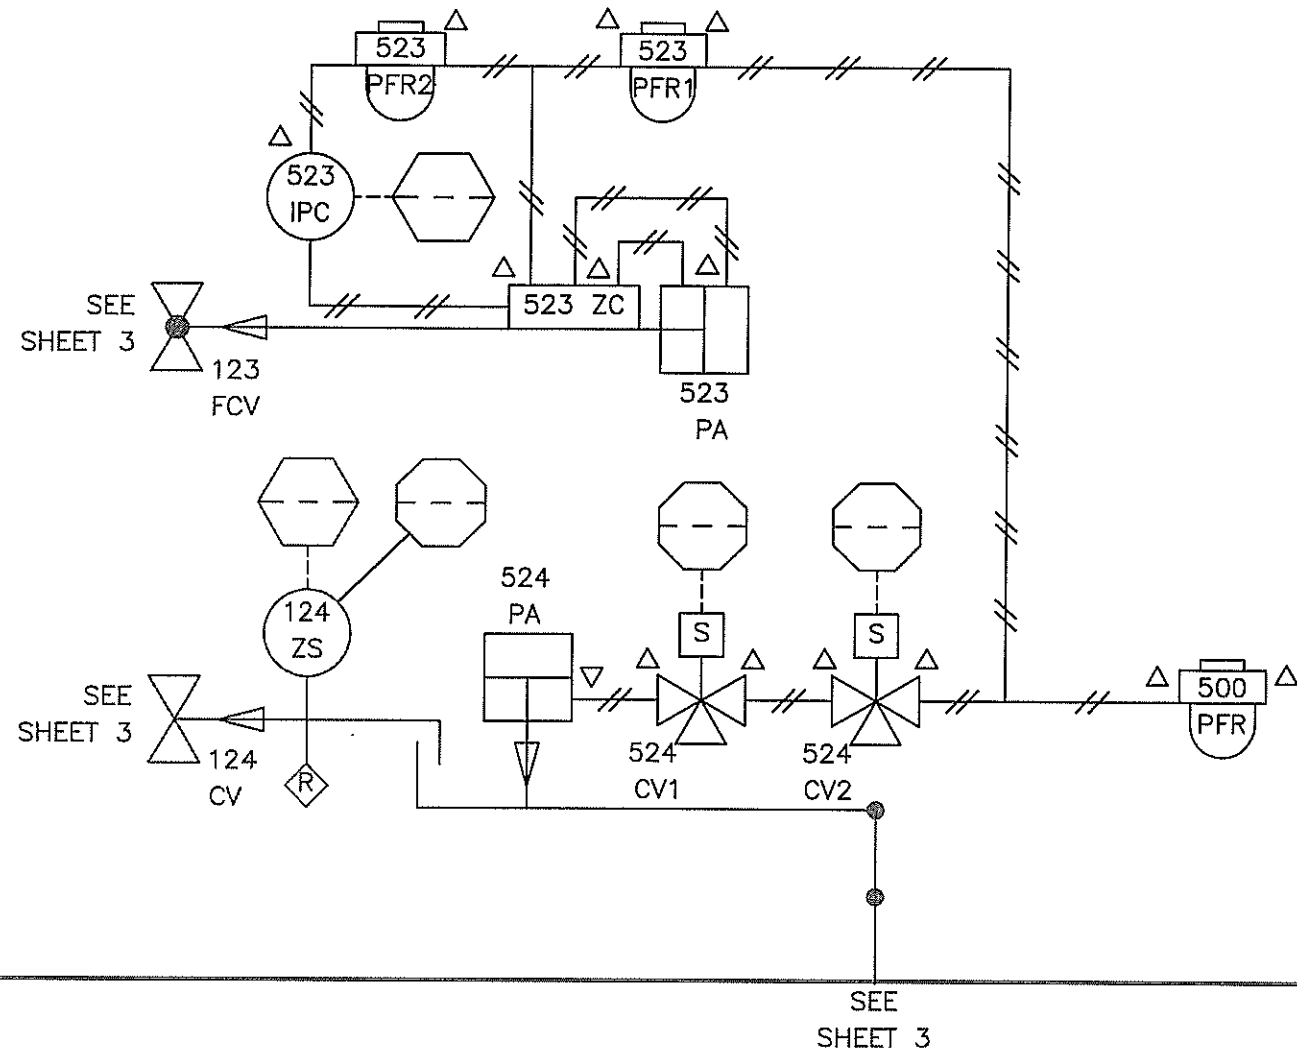 523
PFR2
523
PFR1
523
IPC
523 ZC
SEE
SHEET 3
123
FCV
523
PA
524
PA
124
ZS
S
S
SEE
SHEET 3
124
CV
R
524
CV1
524
CV2
500
PFR
SEE
SHEET 3